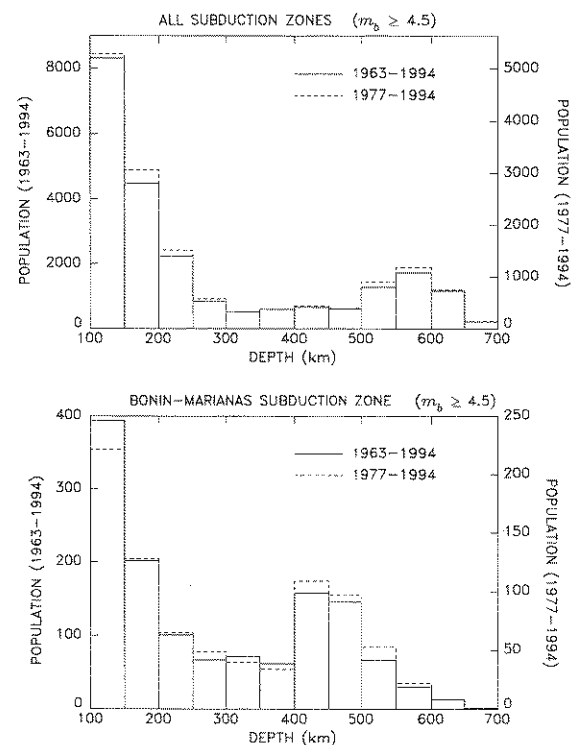 ALL SUBDUCTION ZONES (m_b ≥ 4.5)
1963–1994
1977–1994
POPULATION (1963–1994)
8000
6000
4000
2000
0
POPULATION (1977–1994)
5000
4000
3000
2000
1000
0
100 200 300 400 500 600 700
DEPTH (km)
BONIN–MARIANAS SUBDUCTION ZONE (m_b ≥ 4.5)
1963–1994
1977–1994
POPULATION (1963–1994)
400
300
200
100
0
POPULATION (1977–1994)
250
200
150
100
50
0
100 200 300 400 500 600 700
DEPTH (km)